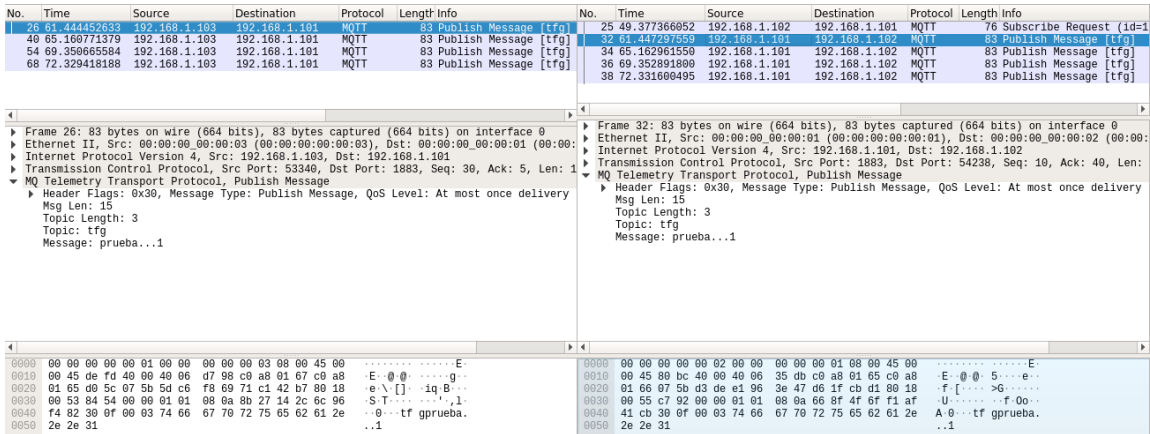 No. Time Source Destination Protocol Length Info
26 61.444452633 192.168.1.103 192.168.1.101 MQTT 83 Publish Message [tfg]
40 65.160771379 192.168.1.103 192.168.1.101 MQTT 83 Publish Message [tfg]
54 69.350665584 192.168.1.103 192.168.1.101 MQTT 83 Publish Message [tfg]
68 72.329418188 192.168.1.103 192.168.1.101 MQTT 83 Publish Message [tfg]
Frame 26: 83 bytes on wire (664 bits), 83 bytes captured (664 bits) on interface 0
Ethernet II, Src: 00:00:00_00:00:03 (00:00:00:00:00:03), Dst: 00:00:00_00:00:01 (00:00:
Internet Protocol Version 4, Src: 192.168.1.103, Dst: 192.168.1.101
Transmission Control Protocol, Src Port: 53340, Dst Port: 1883, Seq: 30, Ack: 5, Len: 1
MQ Telemetry Transport Protocol, Publish Message
Header Flags: 0x30, Message Type: Publish Message, QoS Level: At most once delivery
Msg Len: 15
Topic Length: 3
Topic: tfg
Message: prueba...1
0000 00 00 00 00 00 01 00 00 00 00 00 03 08 00 45 00 ········ ······E·
0010 00 45 de fd 40 00 40 06 d7 98 c0 a8 01 67 c0 a8 ·E··@·@· ·····g··
0020 01 65 d0 5c 07 5b 5d c6 f8 69 71 c1 42 b7 80 18 ·e·\·[]· ·iq·B···
0030 00 53 84 54 00 00 01 01 08 0a 8b 27 14 2c 6c 96 ·S·T···· ···'·,l·
0040 f4 82 30 0f 00 03 74 66 67 70 72 75 65 62 61 2e ··0···tf gprueba.
0050 2e 2e 31 ..1
No. Time Source Destination Protocol Length Info
25 49.377366052 192.168.1.102 192.168.1.101 MQTT 76 Subscribe Request (id=1
32 61.447297559 192.168.1.101 192.168.1.102 MQTT 83 Publish Message [tfg]
34 65.162961550 192.168.1.101 192.168.1.102 MQTT 83 Publish Message [tfg]
36 69.352891800 192.168.1.101 192.168.1.102 MQTT 83 Publish Message [tfg]
38 72.331600495 192.168.1.101 192.168.1.102 MQTT 83 Publish Message [tfg]
Frame 32: 83 bytes on wire (664 bits), 83 bytes captured (664 bits) on interface 0
Ethernet II, Src: 00:00:00_00:00:01 (00:00:00:00:00:01), Dst: 00:00:00_00:00:02 (00:00:
Internet Protocol Version 4, Src: 192.168.1.101, Dst: 192.168.1.102
Transmission Control Protocol, Src Port: 1883, Dst Port: 54238, Seq: 10, Ack: 40, Len:
MQ Telemetry Transport Protocol, Publish Message
Header Flags: 0x30, Message Type: Publish Message, QoS Level: At most once delivery
Msg Len: 15
Topic Length: 3
Topic: tfg
Message: prueba...1
0000 00 00 00 00 00 02 00 00 00 00 00 01 08 00 45 00 ········ ······E·
0010 00 45 80 bc 40 00 40 06 35 db c0 a8 01 65 c0 a8 ·E··@·@· 5····e··
0020 01 66 07 5b d3 de e1 96 3e 47 d6 1f cb d1 80 18 ·f·[···· >G······
0030 00 55 c7 92 00 00 01 01 08 0a 66 8f 4f 6f f1 af ·U······ ··f·Oo··
0040 41 cb 30 0f 00 03 74 66 67 70 72 75 65 62 61 2e A·0···tf gprueba.
0050 2e 2e 31 ..1